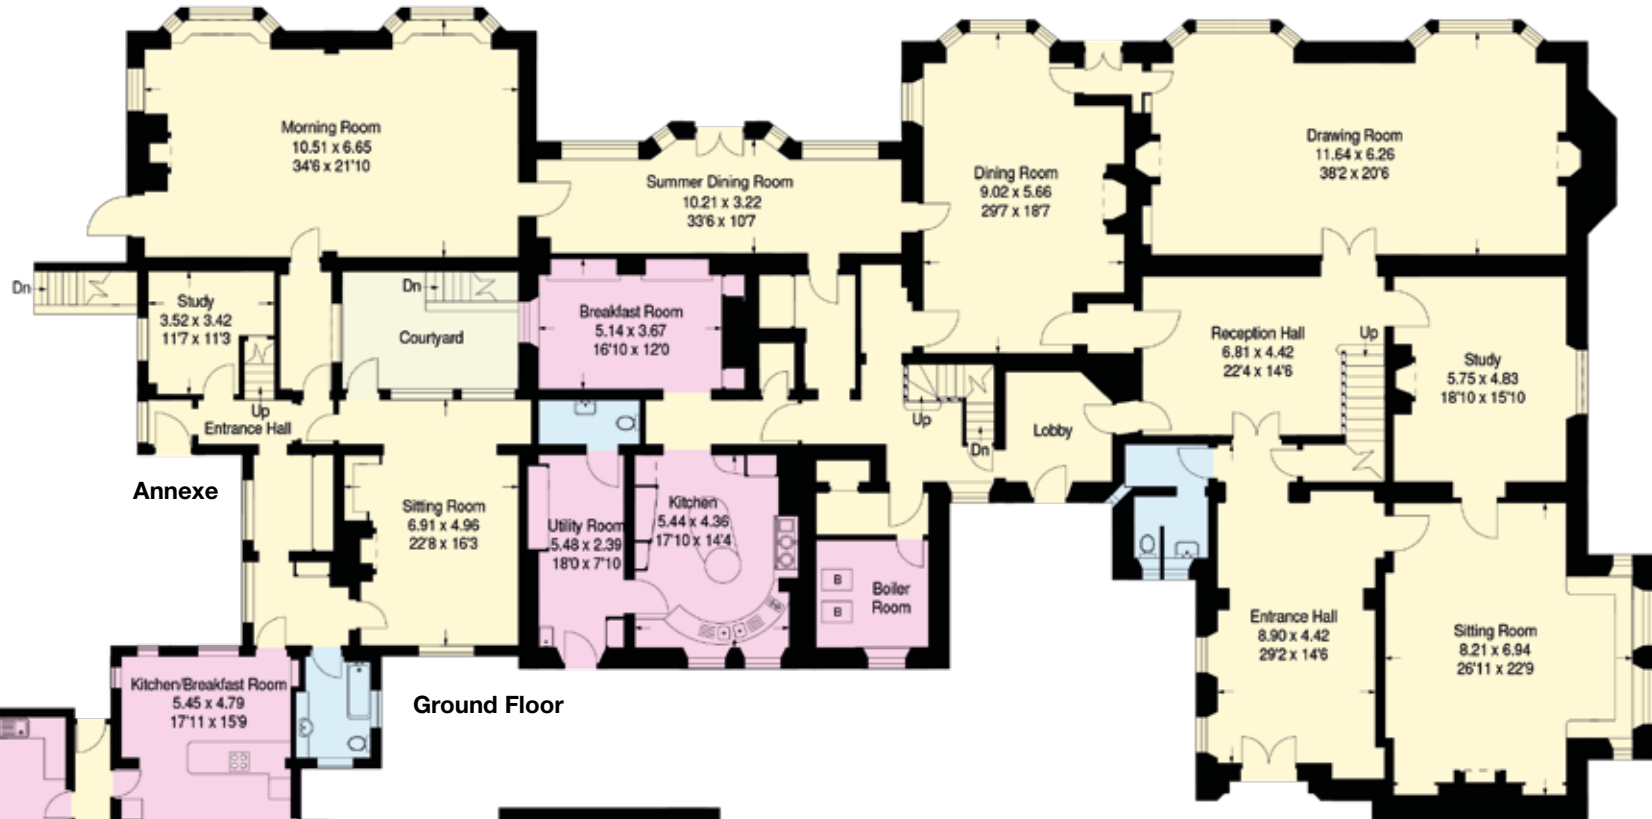 Morning Room
10.51 x 6.65
34'6 x 21'10
Summer Dining Room
10.21 x 3.22
33'6 x 10'7
Dining Room
9.02 x 5.66
29'7 x 18'7
Drawing Room
11.64 x 6.26
38'2 x 20'6
Dn
Study
3.52 x 3.42
11'7 x 11'3
Dn
Courtyard
Breakfast Room
5.14 x 3.67
16'10 x 12'0
Reception Hall
6.81 x 4.42
22'4 x 14'6
Up
Study
5.75 x 4.83
18'10 x 15'10
Up
Entrance Hall
Up
Dn
Lobby
Annexe
Sitting Room
6.91 x 4.96
22'8 x 16'3
Utility Room
5.48 x 2.39
18'0 x 7'10
Kitchen
5.44 x 4.36
17'10 x 14'4
B
B
Boiler
Room
Entrance Hall
8.90 x 4.42
29'2 x 14'6
Sitting Room
8.21 x 6.94
26'11 x 22'9
Kitchen/Breakfast Room
5.45 x 4.79
17'11 x 15'9
Ground Floor